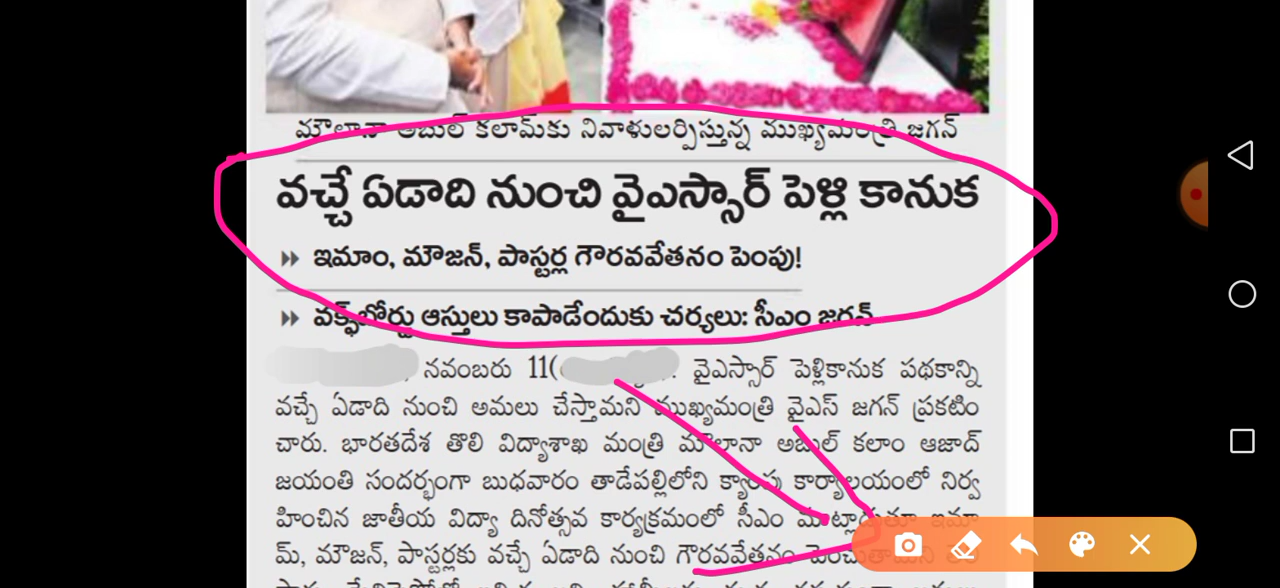 మౌలానా అబుల్ కలామ్‌కు నివాళులర్పిస్తున్న ముఖ్యమంత్రి జగన్
వచ్చే ఏడాది నుంచి వైఎస్సార్ పెళ్లి కానుక
ఇమాం, మౌజన్, పాస్టర్ల గౌరవవేతనం పెంపు!
వక్ఫ్‌బోర్డు ఆస్తులు కాపాడేందుకు చర్యలు: సీఎం జగన్
నవంబరు 11( వైఎస్సార్ పెళ్లికానుక పథకాన్ని
వచ్చే ఏడాది నుంచి అమలు చేస్తామని ముఖ్యమంత్రి వైఎస్ జగన్ ప్రకటిం
చారు. భారతదేశ తొలి విద్యాశాఖ మంత్రి మౌలానా అబుల్ కలాం ఆజాద్
జయంతి సందర్భంగా బుధవారం తాడేపల్లిలోని క్యాంపు కార్యాలయంలో నిర్వ
హించిన జాతీయ విద్యా దినోత్సవ కార్యక్రమంలో సీఎం మాట్లాడుతూ ఇమా
మ్, మౌజన్, పాస్టర్లకు వచ్చే ఏడాది నుంచి గౌరవవేతనం పెంచుతామని